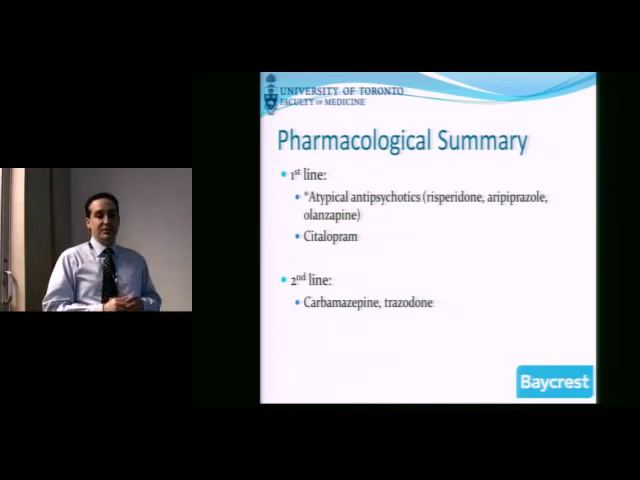 UNIVERSITY OF TORONTO
FACULTY OF MEDICINE
Pharmacological Summary
1st line:
*Atypical antipsychotics (risperidone, aripiprazole,
olanzapine)
Citalopram
2nd line:
Carbamazepine, trazodone
Baycrest